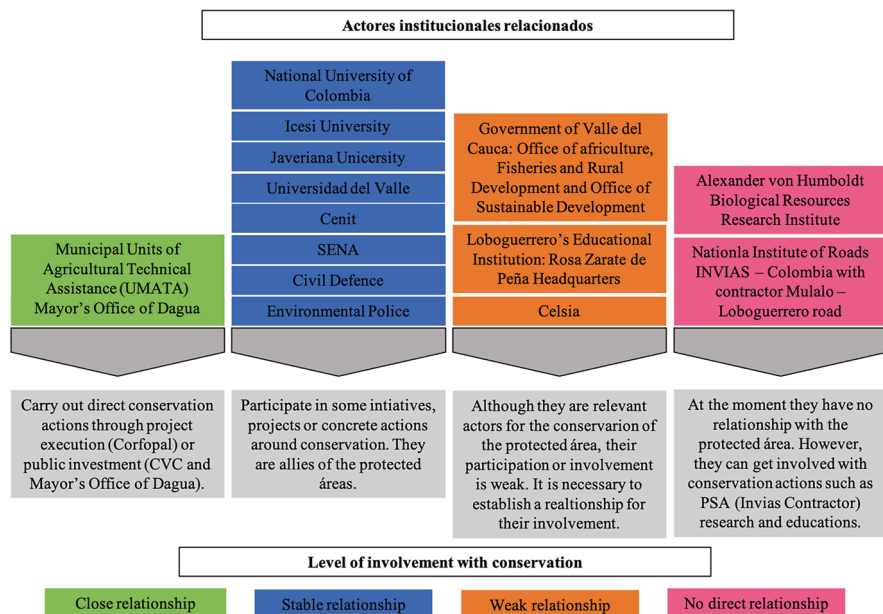 Actores institucionales relacionados
Municipal Units of
Agricultural Technical
Assistance (UMATA)
Mayor's Office of Dagua
National University of
Colombia
Icesi University
Javeriana Unicersity
Universidad del Valle
Cenit
SENA
Civil Defence
Environmental Police
Government of Valle del
Cauca: Office of africulture,
Fisheries and Rural
Development and Office of
Sustainable Development
Loboguerrero's Educational
Institution: Rosa Zarate de
Peña Headquarters
Celsia
Alexander von Humboldt
Biological Resources
Research Institute
Nationla Institute of Roads
INVIAS – Colombia with
contractor Mulalo –
Loboguerrero road
Carry out direct conservation
actions through project
execution (Corfopal) or
public investment (CVC and
Mayor's Office of Dagua).
Participate in some intiatives,
projects or concrete actions
around conservation. They
are allies of the protected
áreas.
Although they are relevant
actors for the conservarion of
the protected área, their
participation or involvement
is weak. It is necessary to
establish a realtionship for
their involvement.
At the moment they have no
relationship with the
protected área. However,
they can get involved with
conservation actions such as
PSA (Invias Contractor)
research and educations.
Level of involvement with conservation
Close relationship
Stable relationship
Weak relationship
No direct relationship